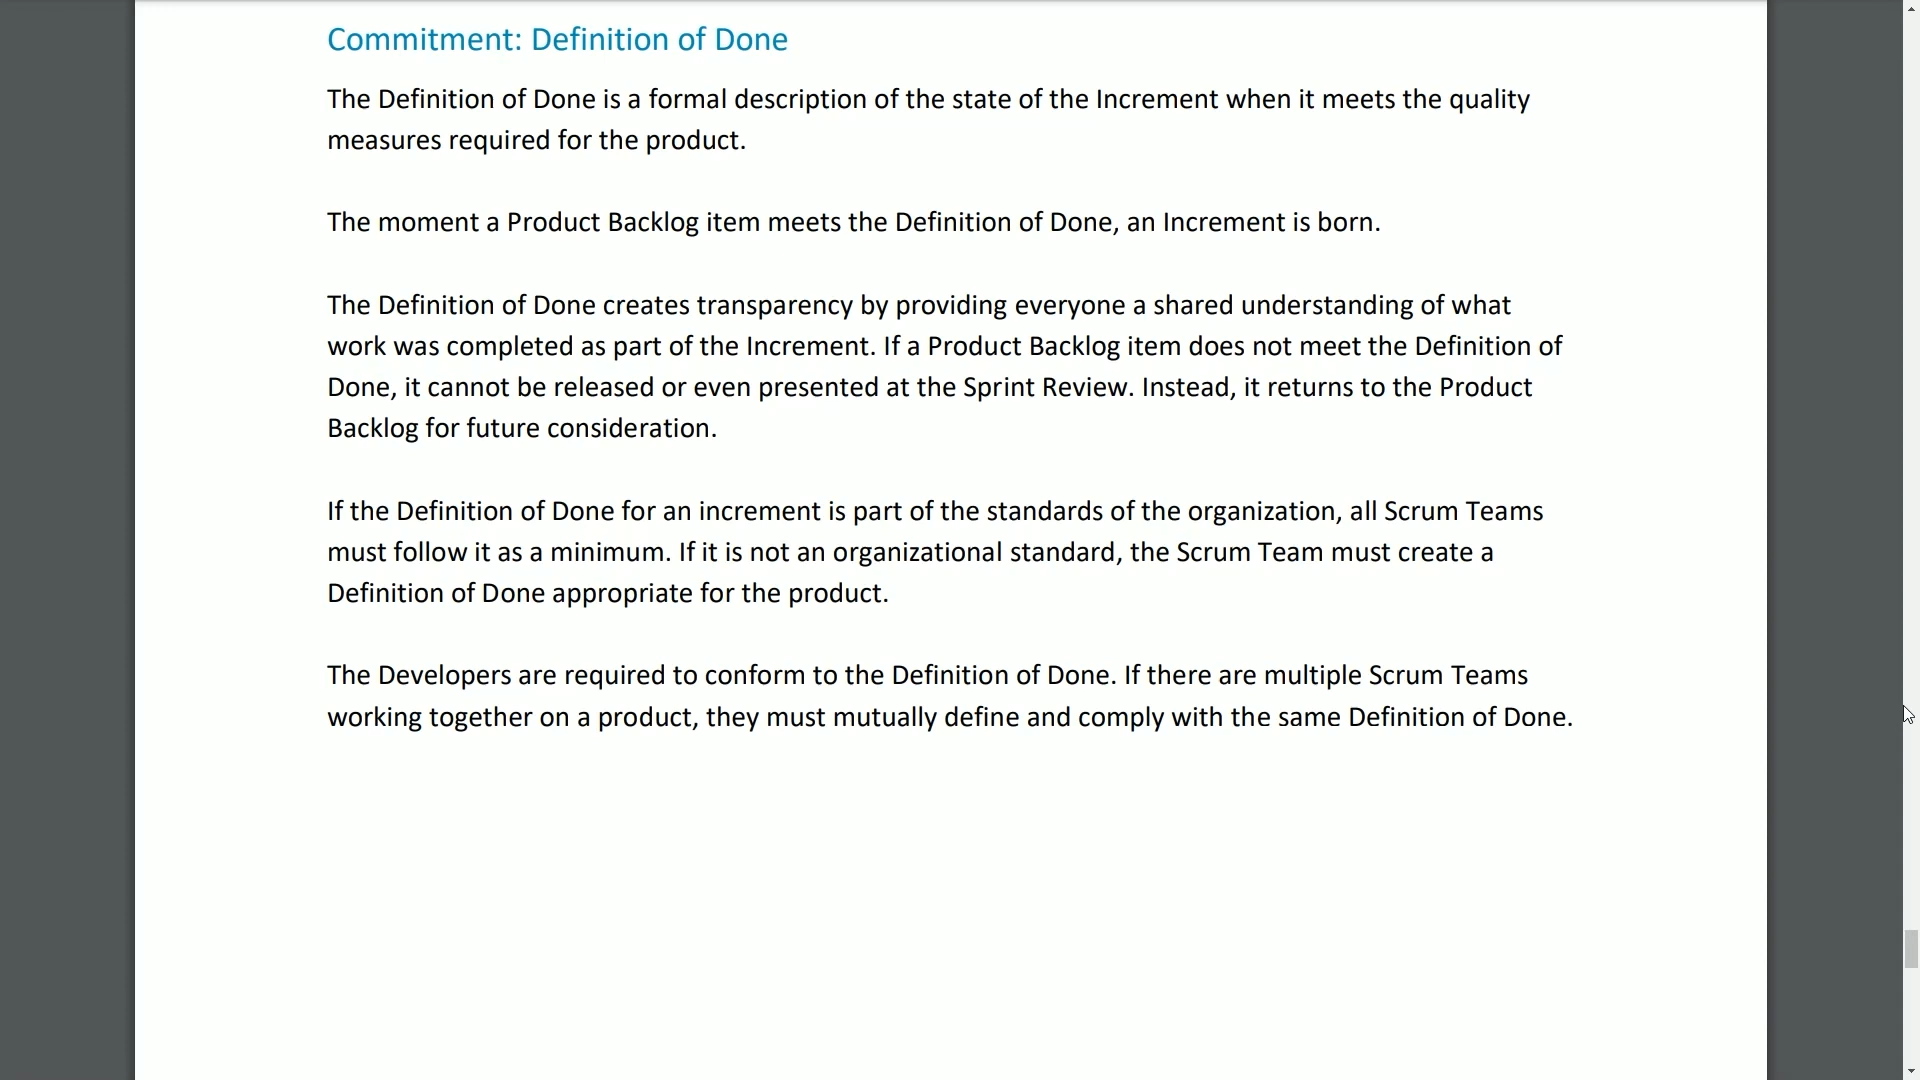 Commitment: Definition of Done
The Definition of Done is a formal description of the state of the Increment when it meets the quality
measures required for the product.
The moment a Product Backlog item meets the Definition of Done, an Increment is born.
The Definition of Done creates transparency by providing everyone a shared understanding of what
work was completed as part of the Increment. If a Product Backlog item does not meet the Definition of
Done, it cannot be released or even presented at the Sprint Review. Instead, it returns to the Product
Backlog for future consideration.
If the Definition of Done for an increment is part of the standards of the organization, all Scrum Teams
must follow it as a minimum. If it is not an organizational standard, the Scrum Team must create a
Definition of Done appropriate for the product.
The Developers are required to conform to the Definition of Done. If there are multiple Scrum Teams
working together on a product, they must mutually define and comply with the same Definition of Done.